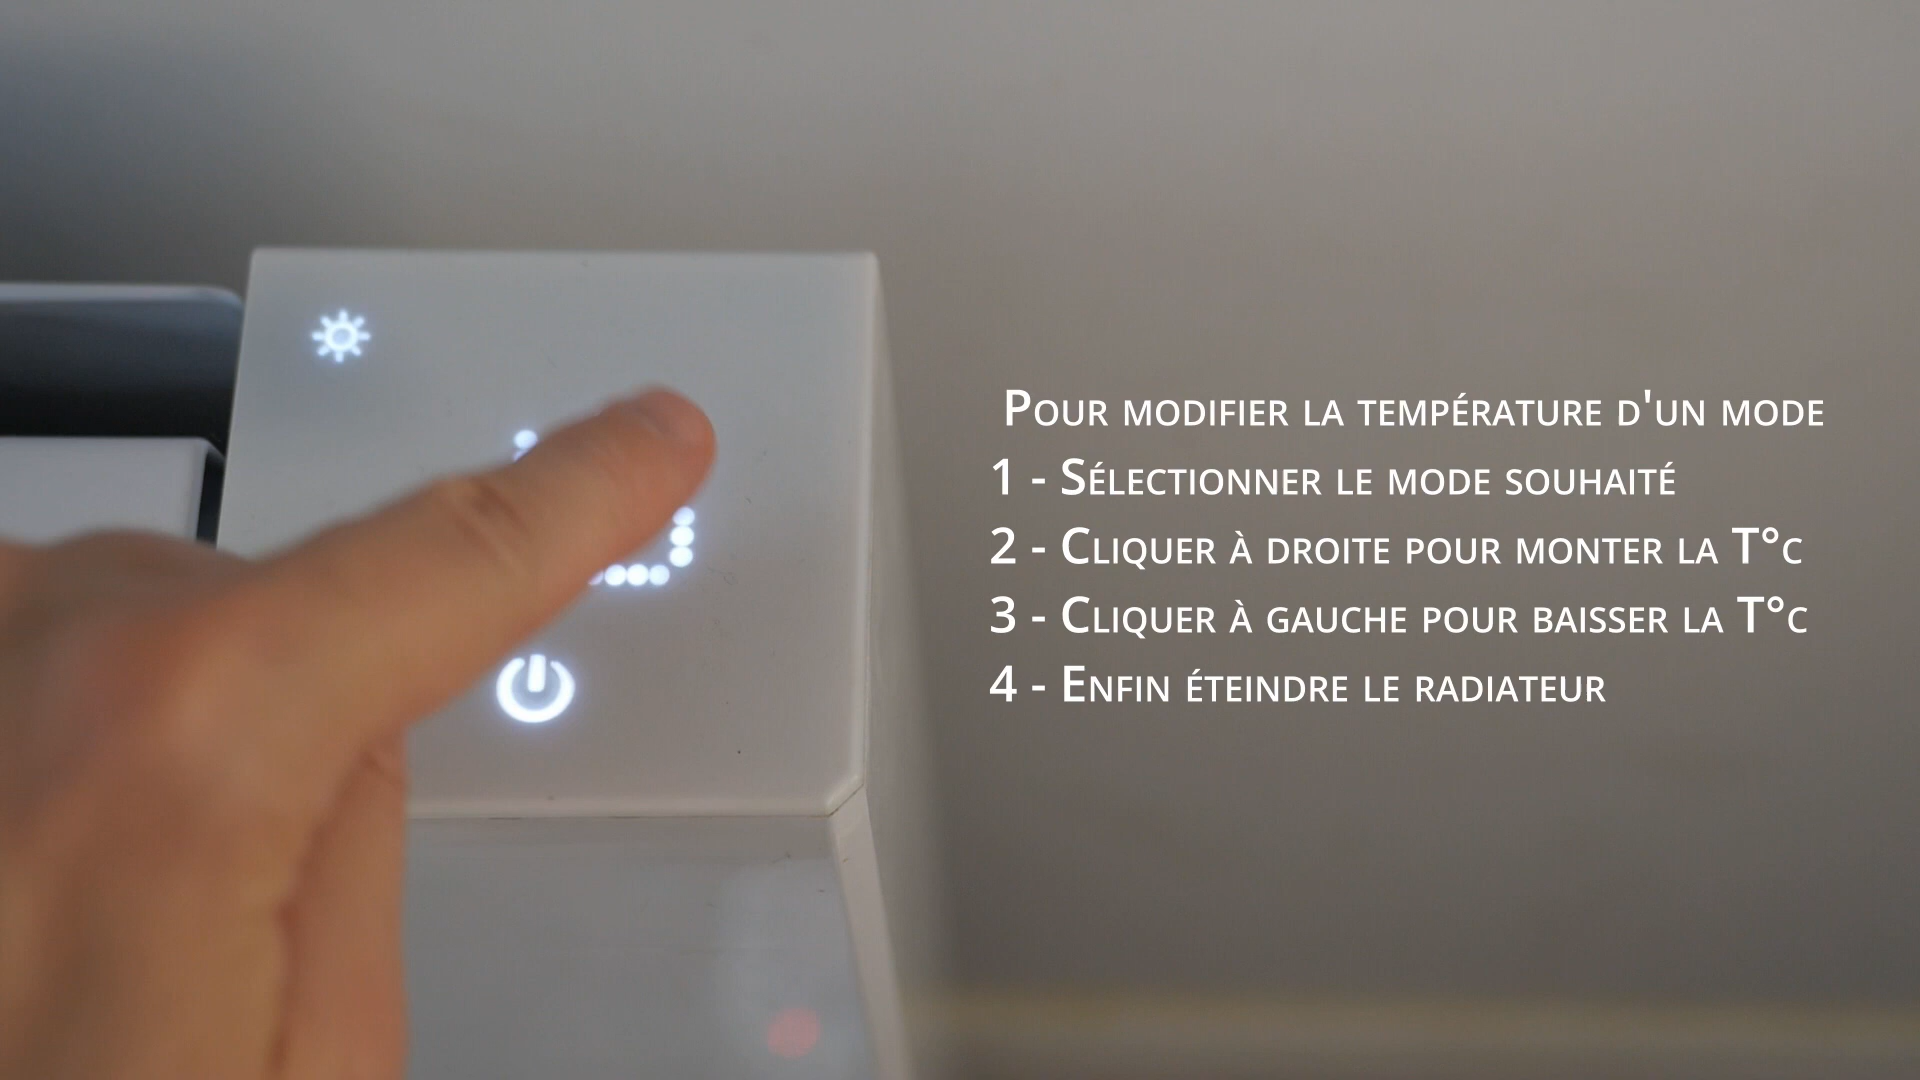 Pour modifier la température d'un mode
1 - Sélectionner le mode souhaité
2 - Cliquer à droite pour monter la T°c
3 - Cliquer à gauche pour baisser la T°c
4 - Enfin éteindre le radiateur